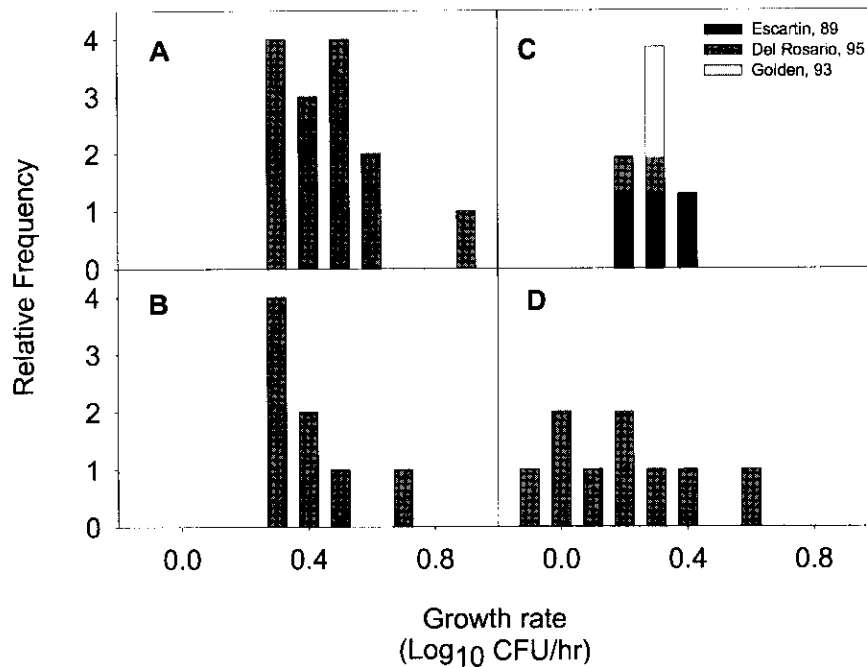 A
C
Escartin, 89
Del Rosario, 95
Golden, 93
4
3
2
1
0
B
D
4
3
2
1
0
Relative Frequency
0.0 0.4 0.8 0.0 0.4 0.8
Growth rate
(Log10 CFU/hr)